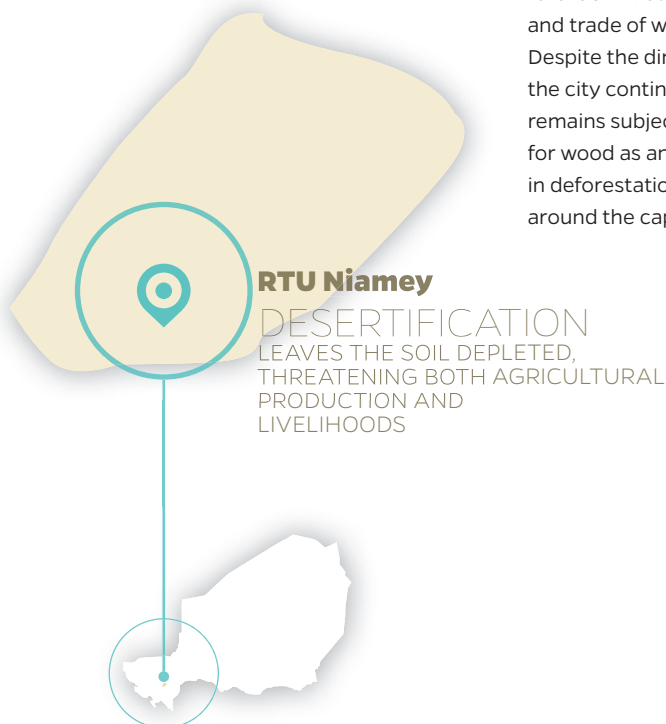 and trade of w
Despite the dir
the city contin
remains subjec
for wood as an
in deforestatio
around the cap
RTU Niamey
DESERTIFICATION
LEAVES THE SOIL DEPLETED,
THREATENING BOTH AGRICULTURAL
PRODUCTION AND
LIVELIHOODS